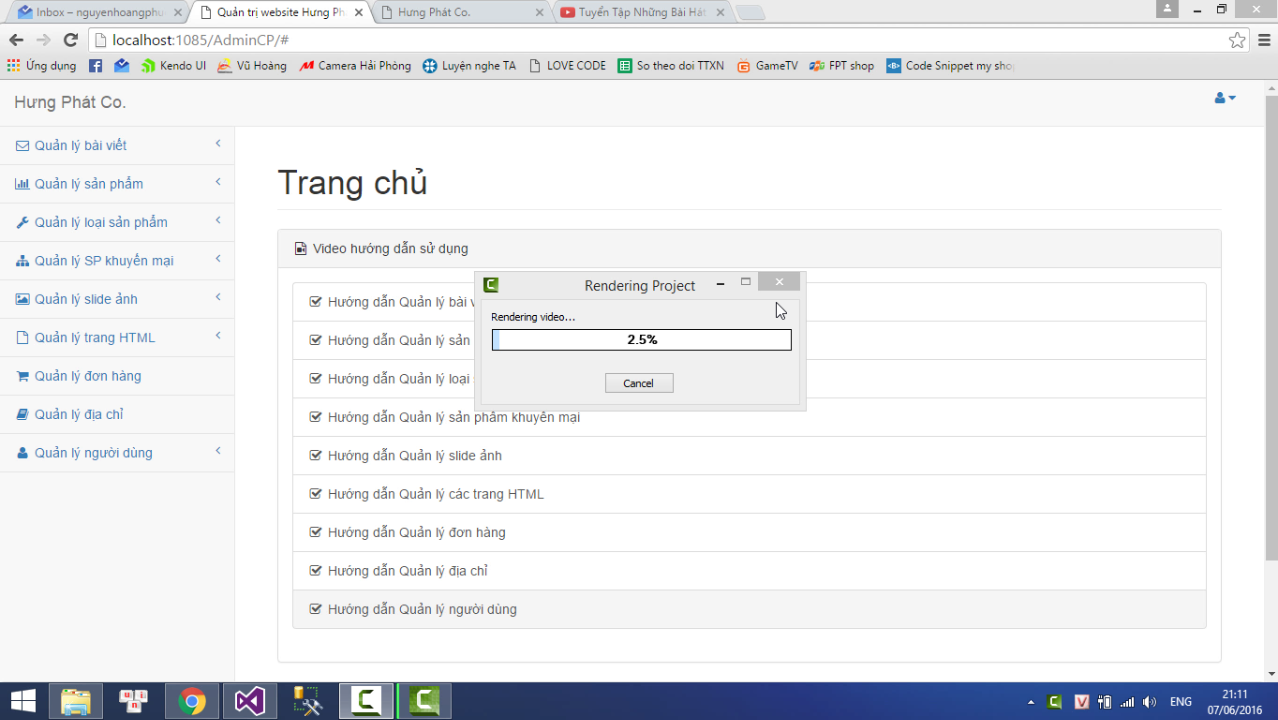 Inbox – nguyenhoangphu
Quản trị website Hưng Ph
Hưng Phát Co.
Tuyển Tập Những Bài Hát
localhost:1085/AdminCP/#
Ứng dụng
Kendo UI
Vũ Hoàng
Camera Hải Phòng
Luyện nghe TA
LOVE CODE
So theo doi TTXN
GameTV
FPT shop
Code Snippet my shop
Hưng Phát Co.
Quản lý bài viết
Quản lý sản phẩm
Quản lý loại sản phẩm
Quản lý SP khuyến mại
Quản lý slide ảnh
Quản lý trang HTML
Quản lý đơn hàng
Quản lý địa chỉ
Quản lý người dùng
Trang chủ
Video hướng dẫn sử dụng
Hướng dẫn Quản lý bài v
Hướng dẫn Quản lý sản
Hướng dẫn Quản lý loại
Hướng dẫn Quản lý sản phẩm khuyến mại
Hướng dẫn Quản lý slide ảnh
Hướng dẫn Quản lý các trang HTML
Hướng dẫn Quản lý đơn hàng
Hướng dẫn Quản lý địa chỉ
Hướng dẫn Quản lý người dùng
Rendering Project
Rendering video...
2.5%
Cancel
ENG
21:11
07/06/2016